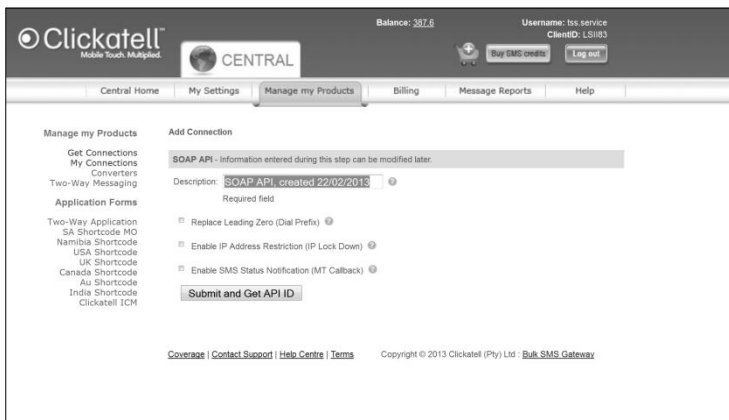 Clickatell
Mobile Touch. Multiplied.
CENTRAL
Balance: 387.6
Username: tss.service
ClientID: LSII83
Buy SMS credits
Log out
Central Home
My Settings
Manage my Products
Billing
Message Reports
Help
Manage my Products
Get Connections
My Connections
Converters
Two-Way Messaging
Application Forms
Two-Way Application
SA Shortcode MO
Namibia Shortcode
USA Shortcode
UK Shortcode
Canada Shortcode
Au Shortcode
India Shortcode
Clickatell ICM
Add Connection
SOAP API - Information entered during this step can be modified later.
Description: SOAP API, created 22/02/2013
Required field
Replace Leading Zero (Dial Prefix)
Enable IP Address Restriction (IP Lock Down)
Enable SMS Status Notification (MT Callback)
Submit and Get API ID
Coverage | Contact Support | Help Centre | Terms
Copyright © 2013 Clickatell (Pty) Ltd : Bulk SMS Gateway